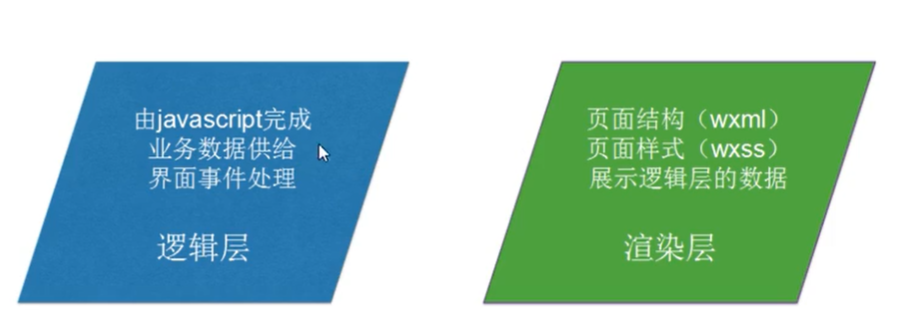 由javascript完成
业务数据供给
界面事件处理
逻辑层
页面结构（wxml）
页面样式（wxss）
展示逻辑层的数据
渲染层